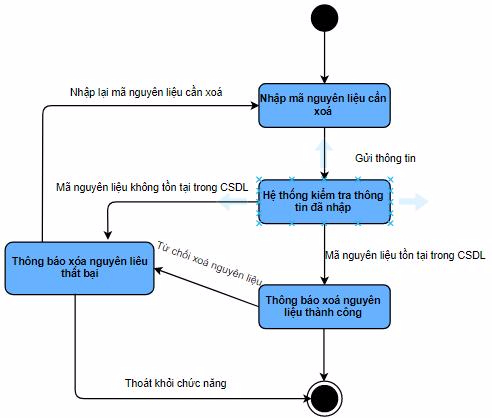 Nhập lại mã nguyên liệu cần xoá
Nhập mã nguyên liệu cần
xoá
Gửi thông tin
Mã nguyên liệu không tồn tại trong CSDL
Hệ thống kiểm tra thông
tin đã nhập
Mã nguyên liệu tồn tại trong CSDL
Thông báo xóa nguyên liêu
thất bại
Từ chối xoá nguyên liệu
Thông báo xoá nguyên
liệu thành công
Thoát khỏi chức năng